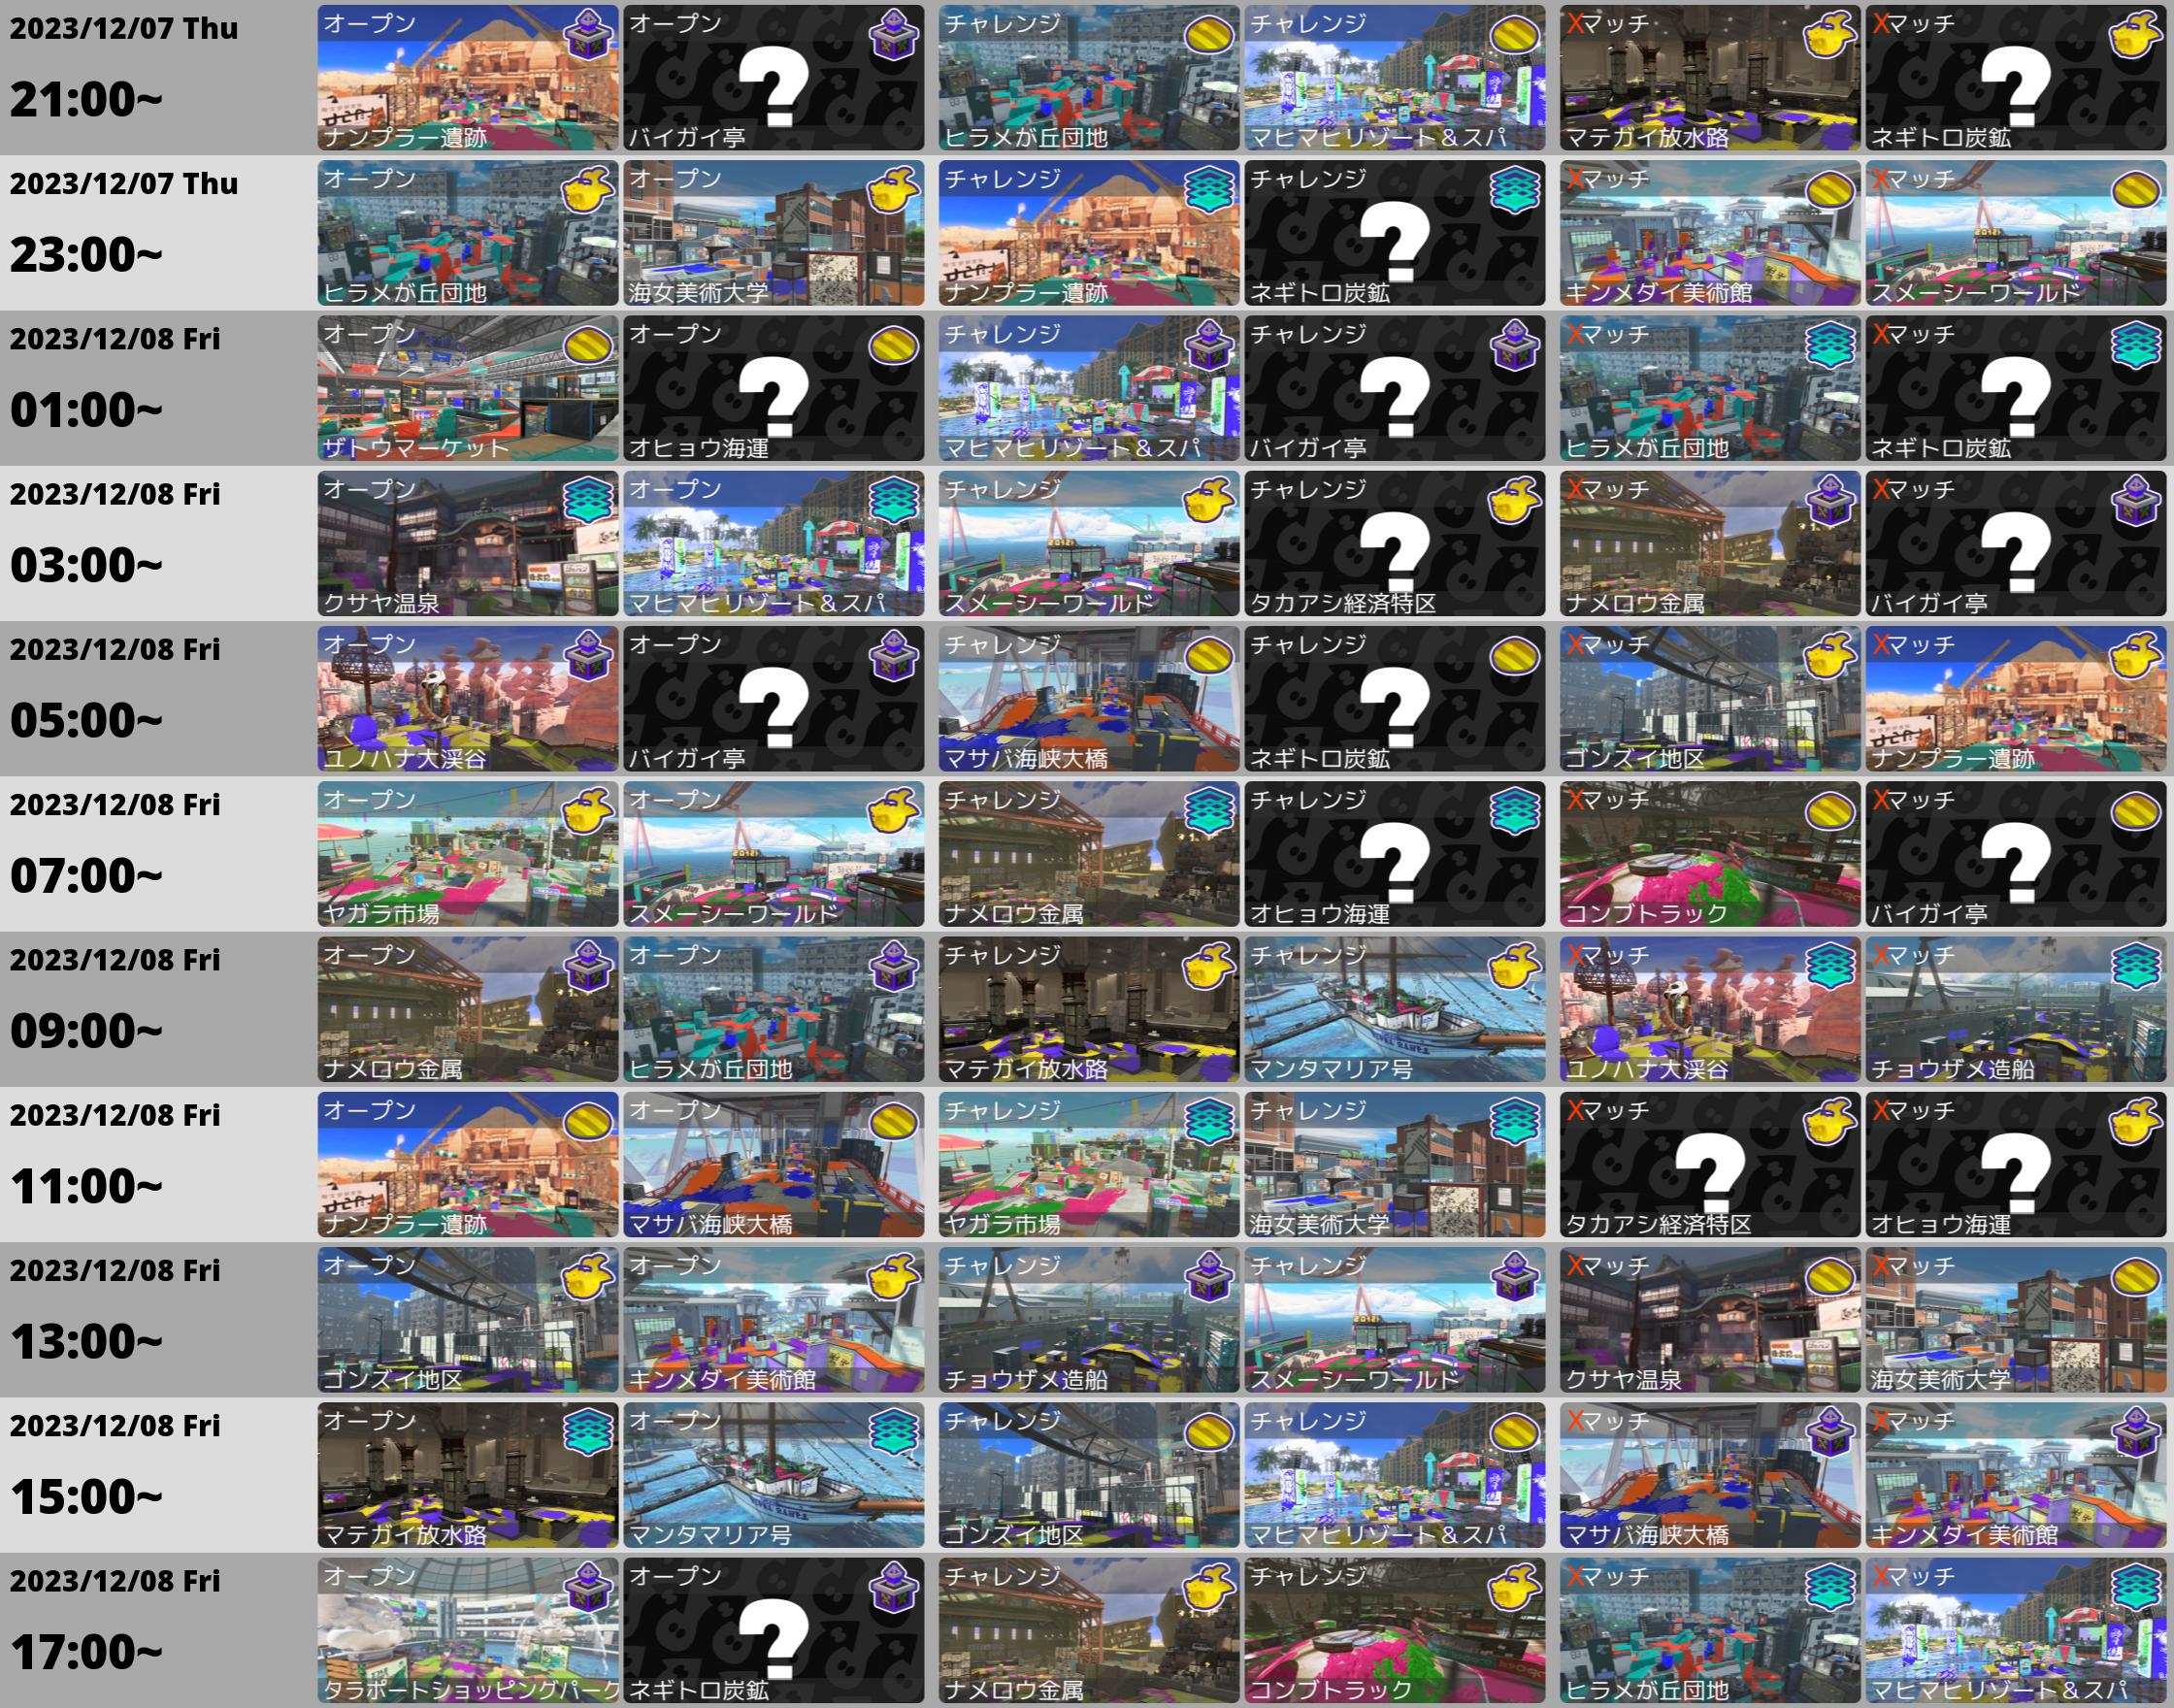 2023/12/07 Thu
21:00~
オープン
ナンプラー遺跡
オープン
バイガイ亭
チャレンジ
ヒラメが丘団地
チャレンジ
マヒマヒリゾート＆スパ
Xマッチ
マテガイ放水路
Xマッチ
ネギトロ炭鉱
2023/12/07 Thu
23:00~
オープン
ヒラメが丘団地
オープン
海女美術大学
チャレンジ
ナンプラー遺跡
チャレンジ
ネギトロ炭鉱
Xマッチ
キンメダイ美術館
Xマッチ
スメーシーワールド
2023/12/08 Fri
01:00~
オープン
ザトウマーケット
オープン
オヒョウ海運
チャレンジ
マヒマヒリゾート＆スパ
チャレンジ
バイガイ亭
Xマッチ
ヒラメが丘団地
Xマッチ
ネギトロ炭鉱
2023/12/08 Fri
03:00~
オープン
クサヤ温泉
オープン
マヒマヒリゾート＆スパ
チャレンジ
スメーシーワールド
チャレンジ
タカアシ経済特区
Xマッチ
ナメロウ金属
Xマッチ
バイガイ亭
2023/12/08 Fri
05:00~
オープン
ユノハナ大渓谷
オープン
バイガイ亭
チャレンジ
マサバ海峡大橋
チャレンジ
ネギトロ炭鉱
Xマッチ
ゴンズイ地区
Xマッチ
ナンプラー遺跡
2023/12/08 Fri
07:00~
オープン
ヤガラ市場
オープン
スメーシーワールド
チャレンジ
ナメロウ金属
チャレンジ
オヒョウ海運
Xマッチ
コンブトラック
Xマッチ
バイガイ亭
2023/12/08 Fri
09:00~
オープン
ナメロウ金属
オープン
ヒラメが丘団地
チャレンジ
マテガイ放水路
チャレンジ
マンタマリア号
Xマッチ
ユノハナ大渓谷
Xマッチ
チョウザメ造船
2023/12/08 Fri
11:00~
オープン
ナンプラー遺跡
オープン
マサバ海峡大橋
チャレンジ
ヤガラ市場
チャレンジ
海女美術大学
Xマッチ
タカアシ経済特区
Xマッチ
オヒョウ海運
2023/12/08 Fri
13:00~
オープン
ゴンズイ地区
オープン
キンメダイ美術館
チャレンジ
チョウザメ造船
チャレンジ
スメーシーワールド
Xマッチ
クサヤ温泉
Xマッチ
海女美術大学
2023/12/08 Fri
15:00~
オープン
マテガイ放水路
オープン
マンタマリア号
チャレンジ
ゴンズイ地区
チャレンジ
マヒマヒリゾート＆スパ
Xマッチ
マサバ海峡大橋
Xマッチ
キンメダイ美術館
2023/12/08 Fri
17:00~
オープン
タラポートショッピングパーク
オープン
ネギトロ炭鉱
チャレンジ
ナメロウ金属
チャレンジ
コンブトラック
Xマッチ
ヒラメが丘団地
Xマッチ
マヒマヒリゾート＆スパ